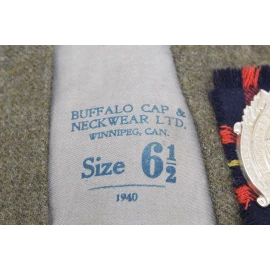 BUFFALO CAP &
NECKWEAR LTD.
WINNIPEG, CAN.
Size 6½
1940